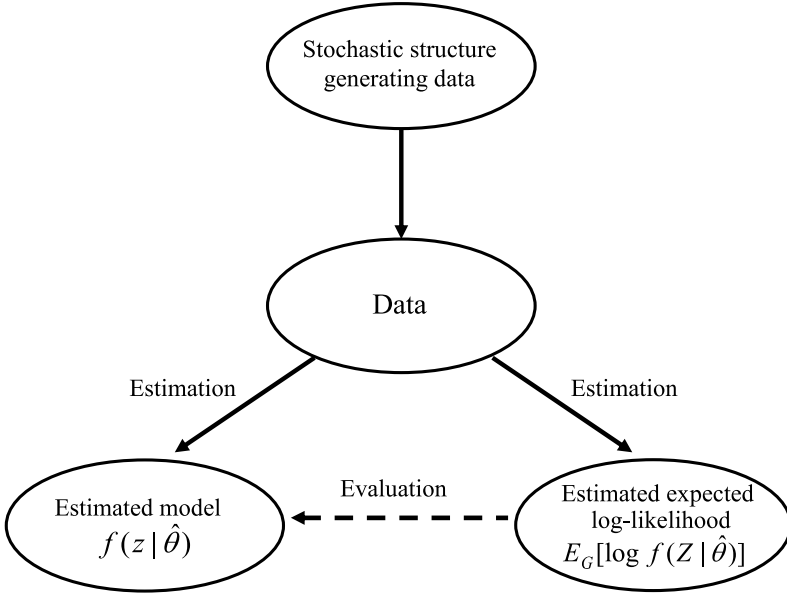 Stochastic structure
generating data
Data
Estimation
Estimation
Estimated model
f(z | θ̂)
Evaluation
Estimated expected
log-likelihood
E_G[log f(Z | θ̂)]